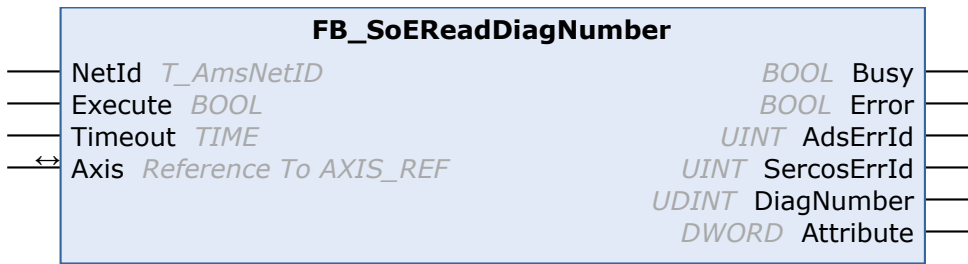 FB_SoEReadDiagNumber
NetId T_AmsNetID BOOL Busy
Execute BOOL BOOL Error
Timeout TIME UINT AdsErrId
↔ Axis Reference To AXIS_REF UINT SercosErrId
UDINT DiagNumber
DWORD Attribute